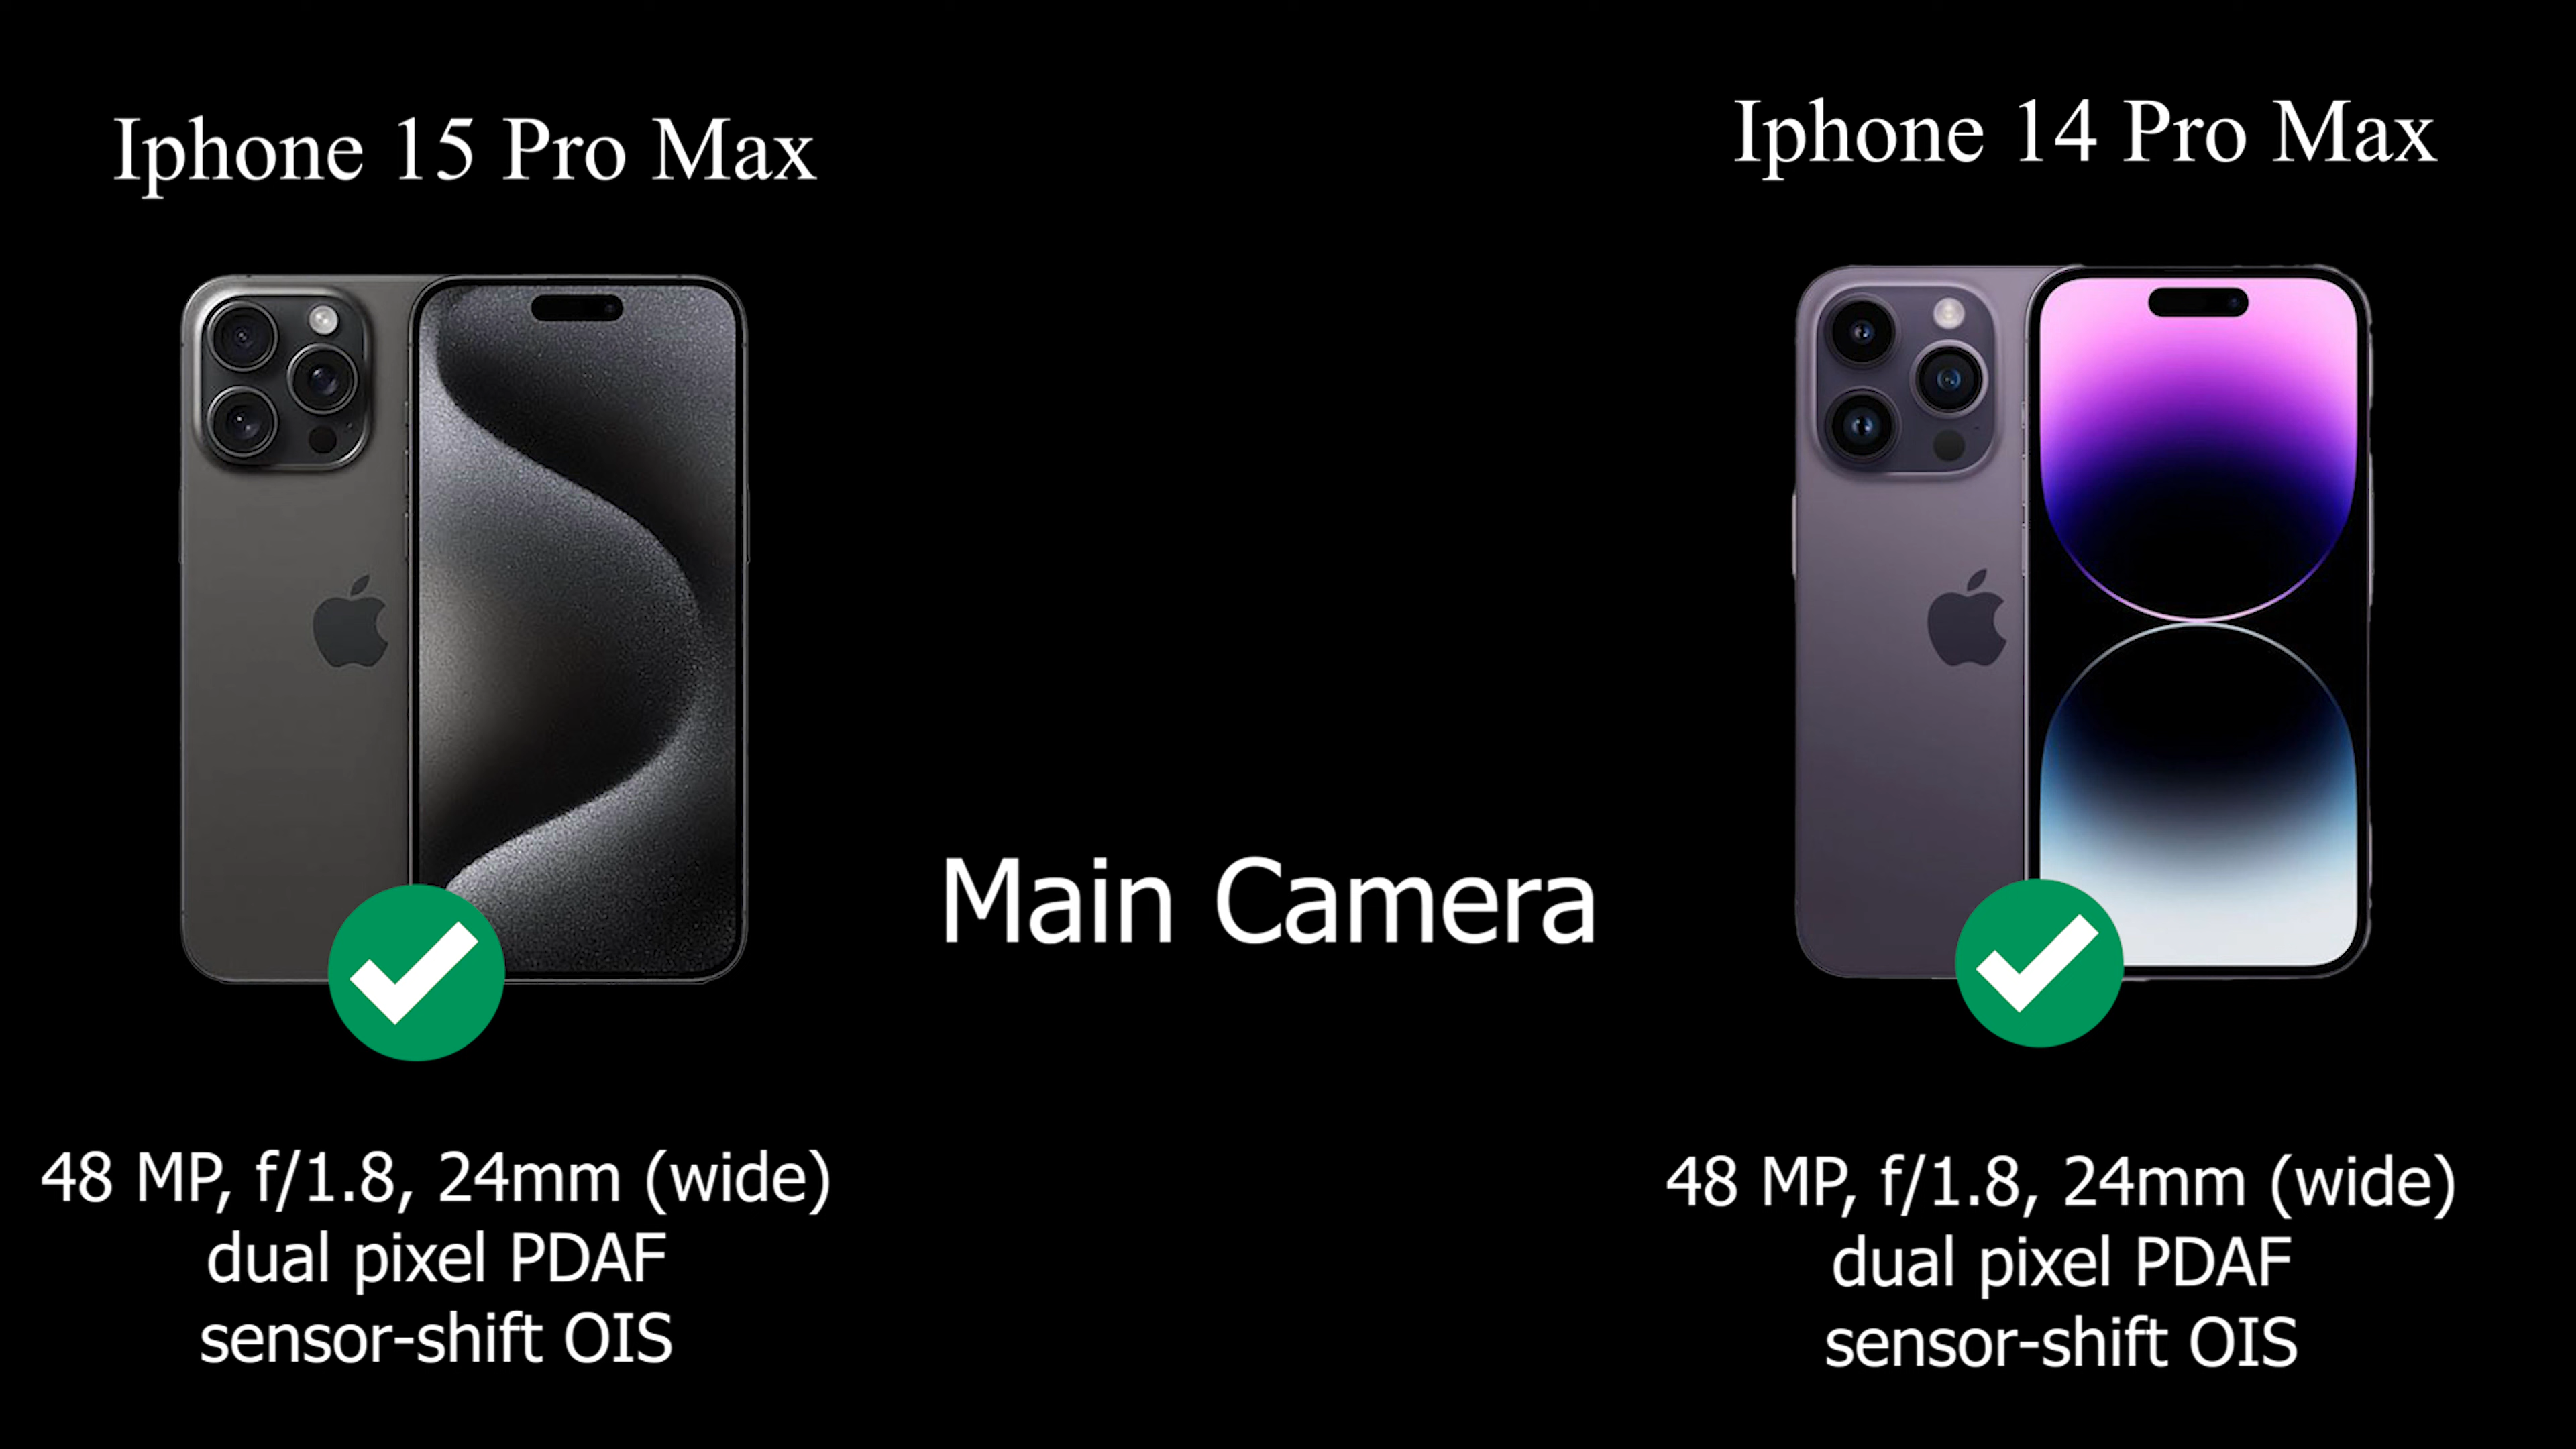 Iphone 15 Pro Max
Iphone 14 Pro Max
Main Camera
48 MP, f/1.8, 24mm (wide)
dual pixel PDAF
sensor-shift OIS
48 MP, f/1.8, 24mm (wide)
dual pixel PDAF
sensor-shift OIS